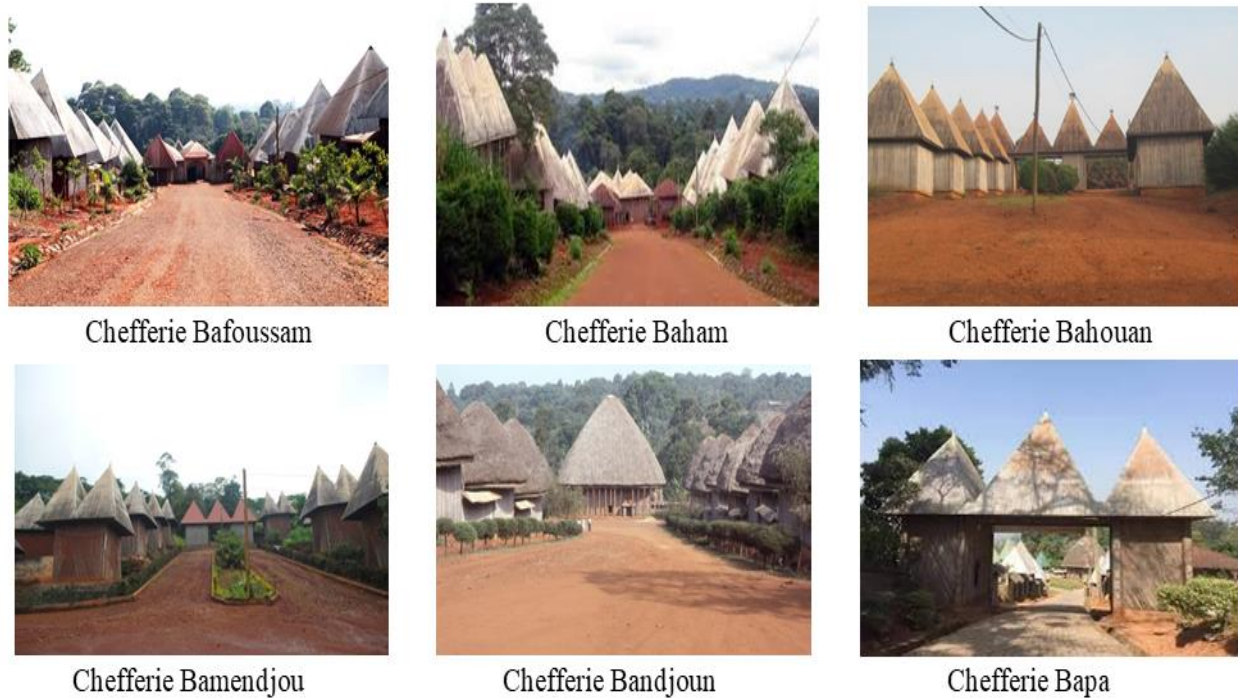 Chefferie Bafoussam
Chefferie Baham
Chefferie Bahouan
Chefferie Bamendjou
Chefferie Bandjoun
Chefferie Bapa